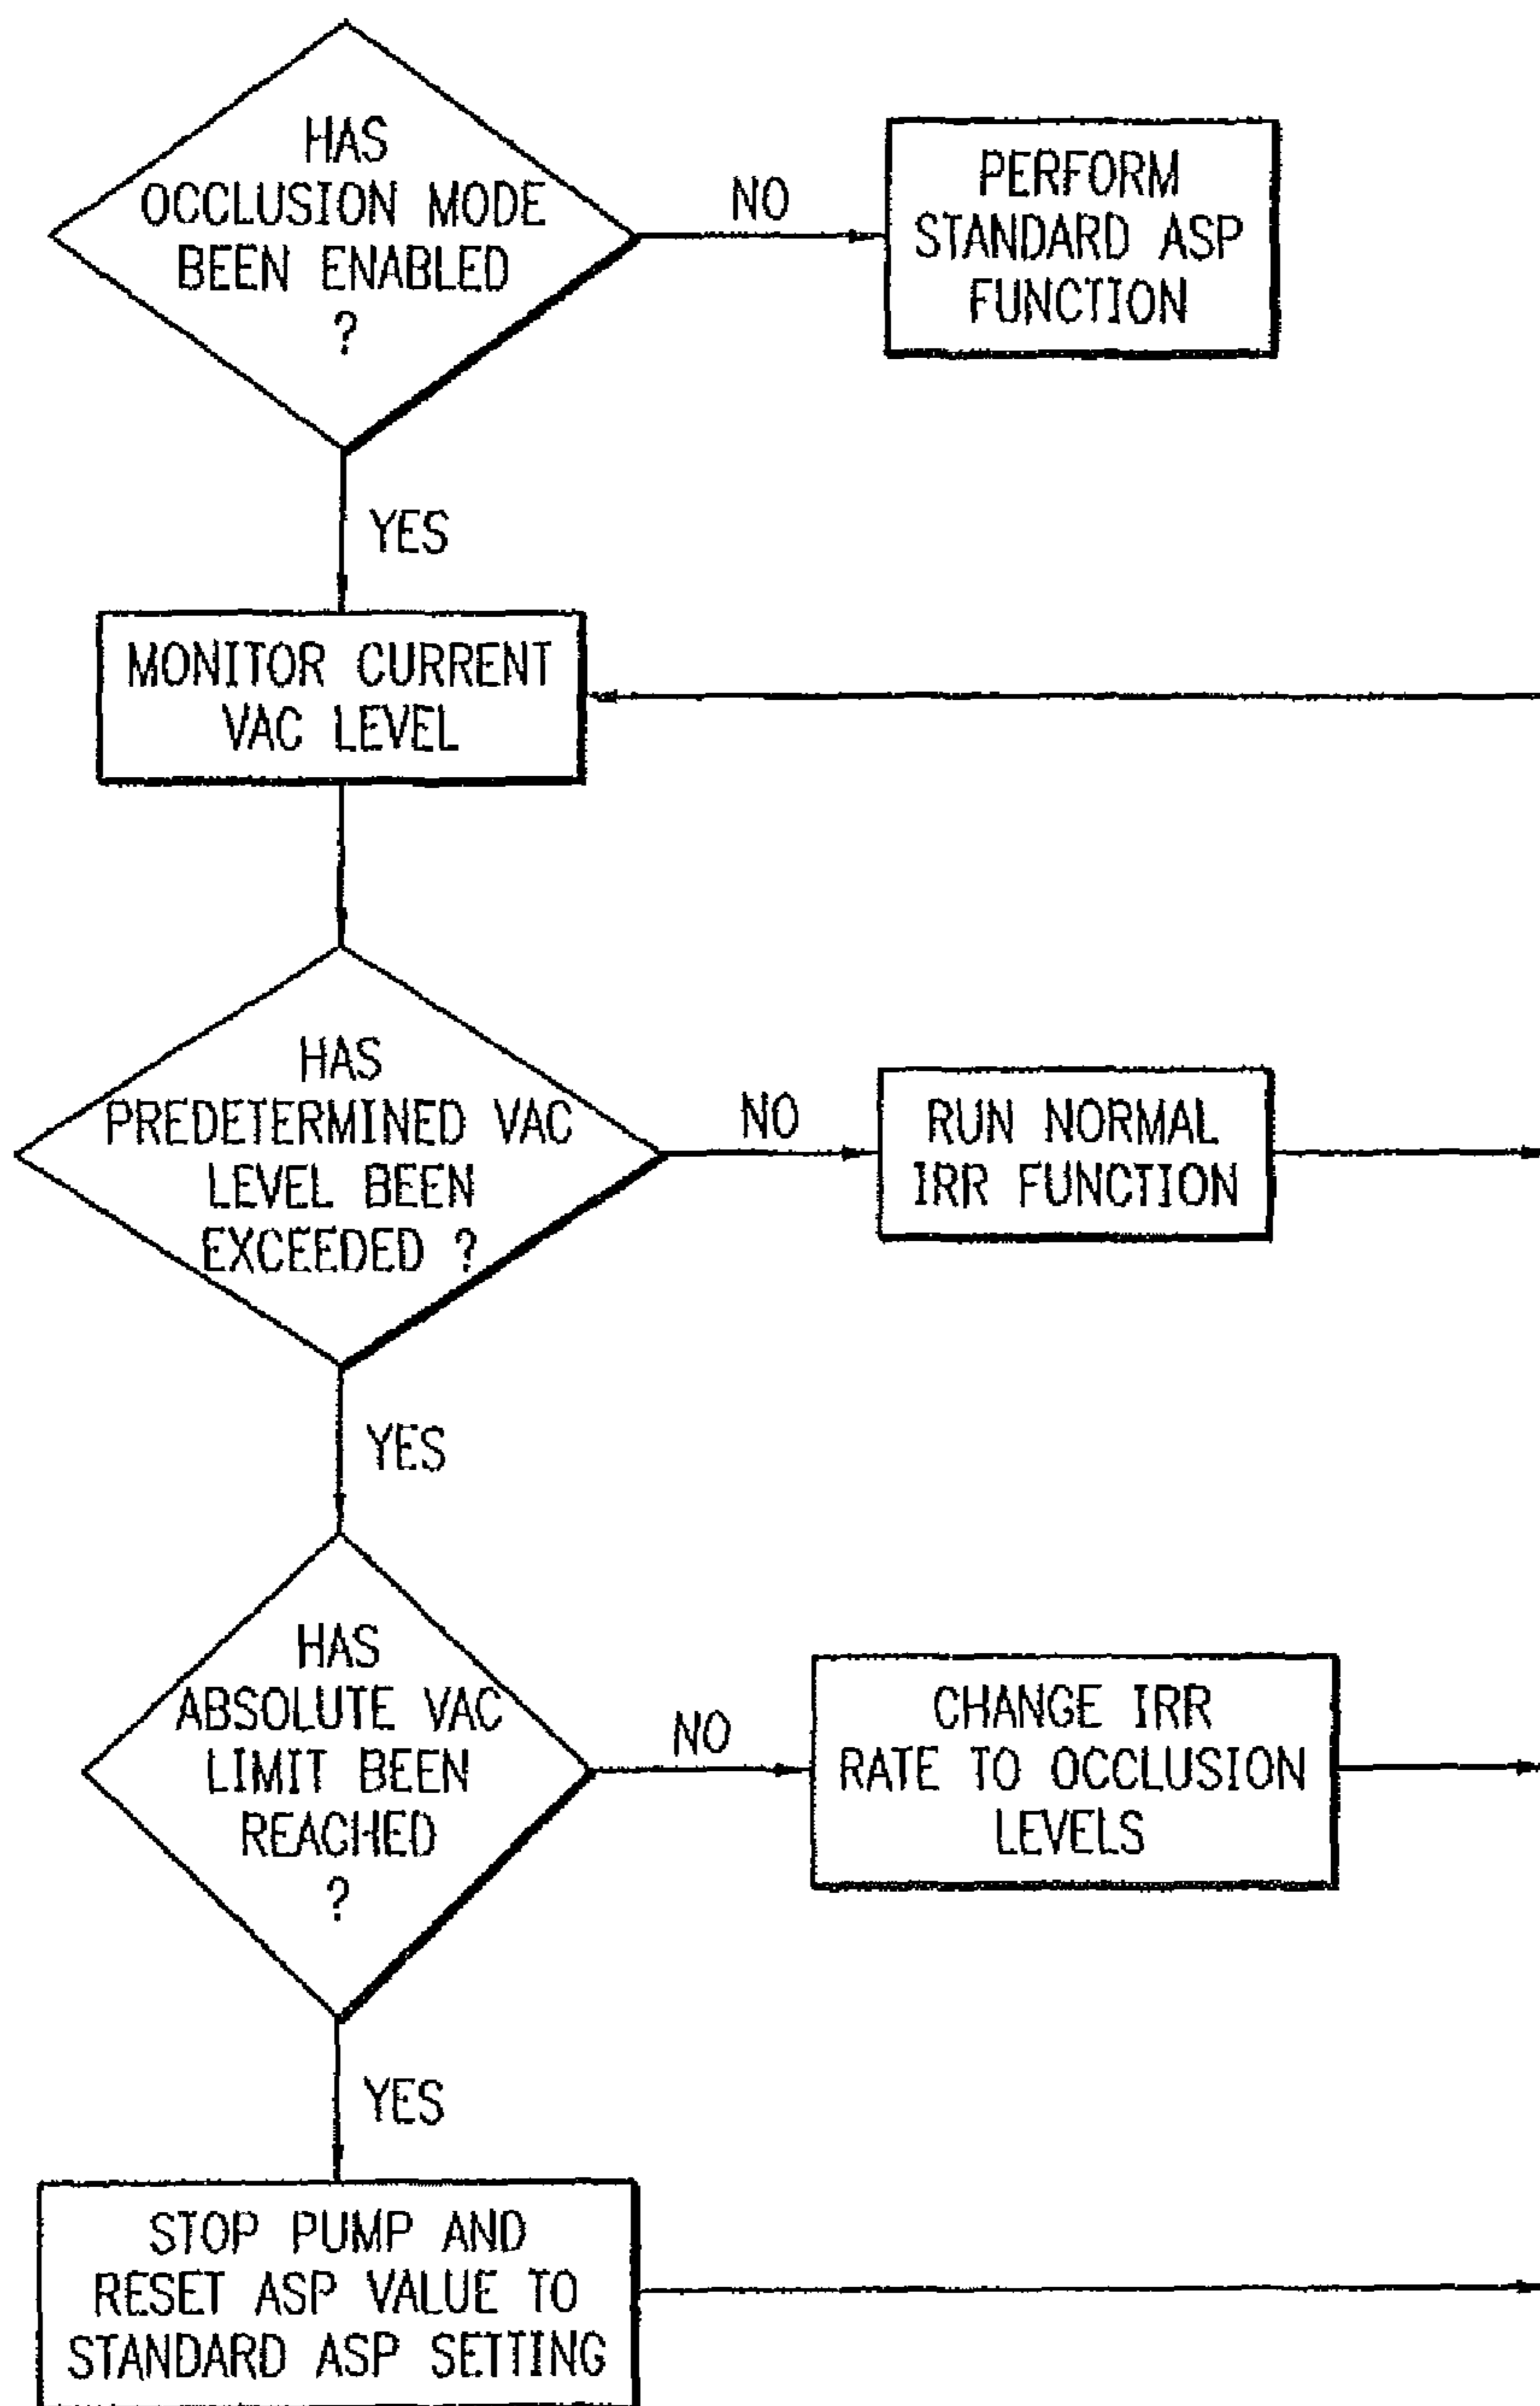 HAS
OCCLUSION MODE
BEEN ENABLED
?
NO
PERFORM
STANDARD ASP
FUNCTION
YES
MONITOR CURRENT
VAC LEVEL
HAS
PREDETERMINED VAC
LEVEL BEEN
EXCEEDED ?
NO
RUN NORMAL
IRR FUNCTION
YES
HAS
ABSOLUTE VAC
LIMIT BEEN
REACHED
?
NO
CHANGE IRR
RATE TO OCCLUSION
LEVELS
YES
STOP PUMP AND
RESET ASP VALUE TO
STANDARD ASP SETTING